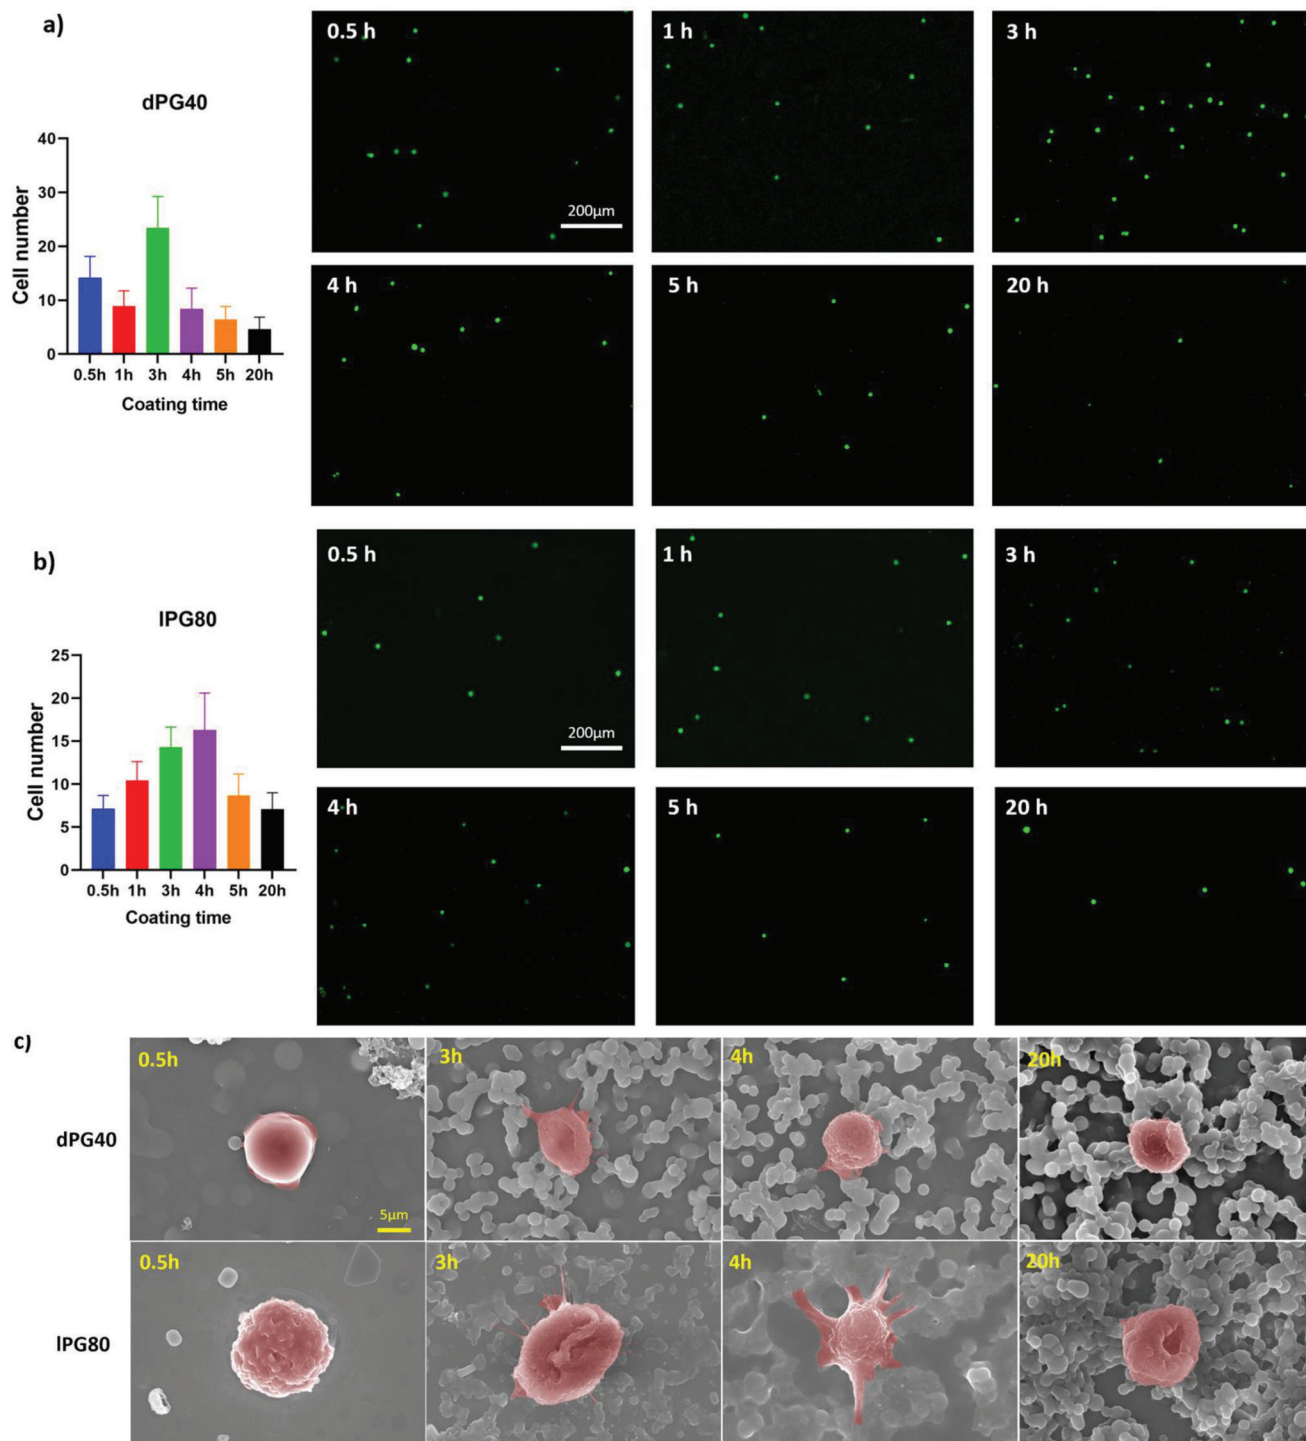 a)
dPG40
40
30
20
10
0
Cell number
0.5h 1h 3h 4h 5h 20h
Coating time
0.5 h
200μm
1 h
3 h
4 h
5 h
20 h
b)
lPG80
25
20
15
10
5
0
Cell number
0.5h 1h 3h 4h 5h 20h
Coating time
0.5 h
200μm
1 h
3 h
4 h
5 h
20 h
c)
dPG40
0.5h
5μm
3h
4h
20h
lPG80
0.5h
3h
4h
20h